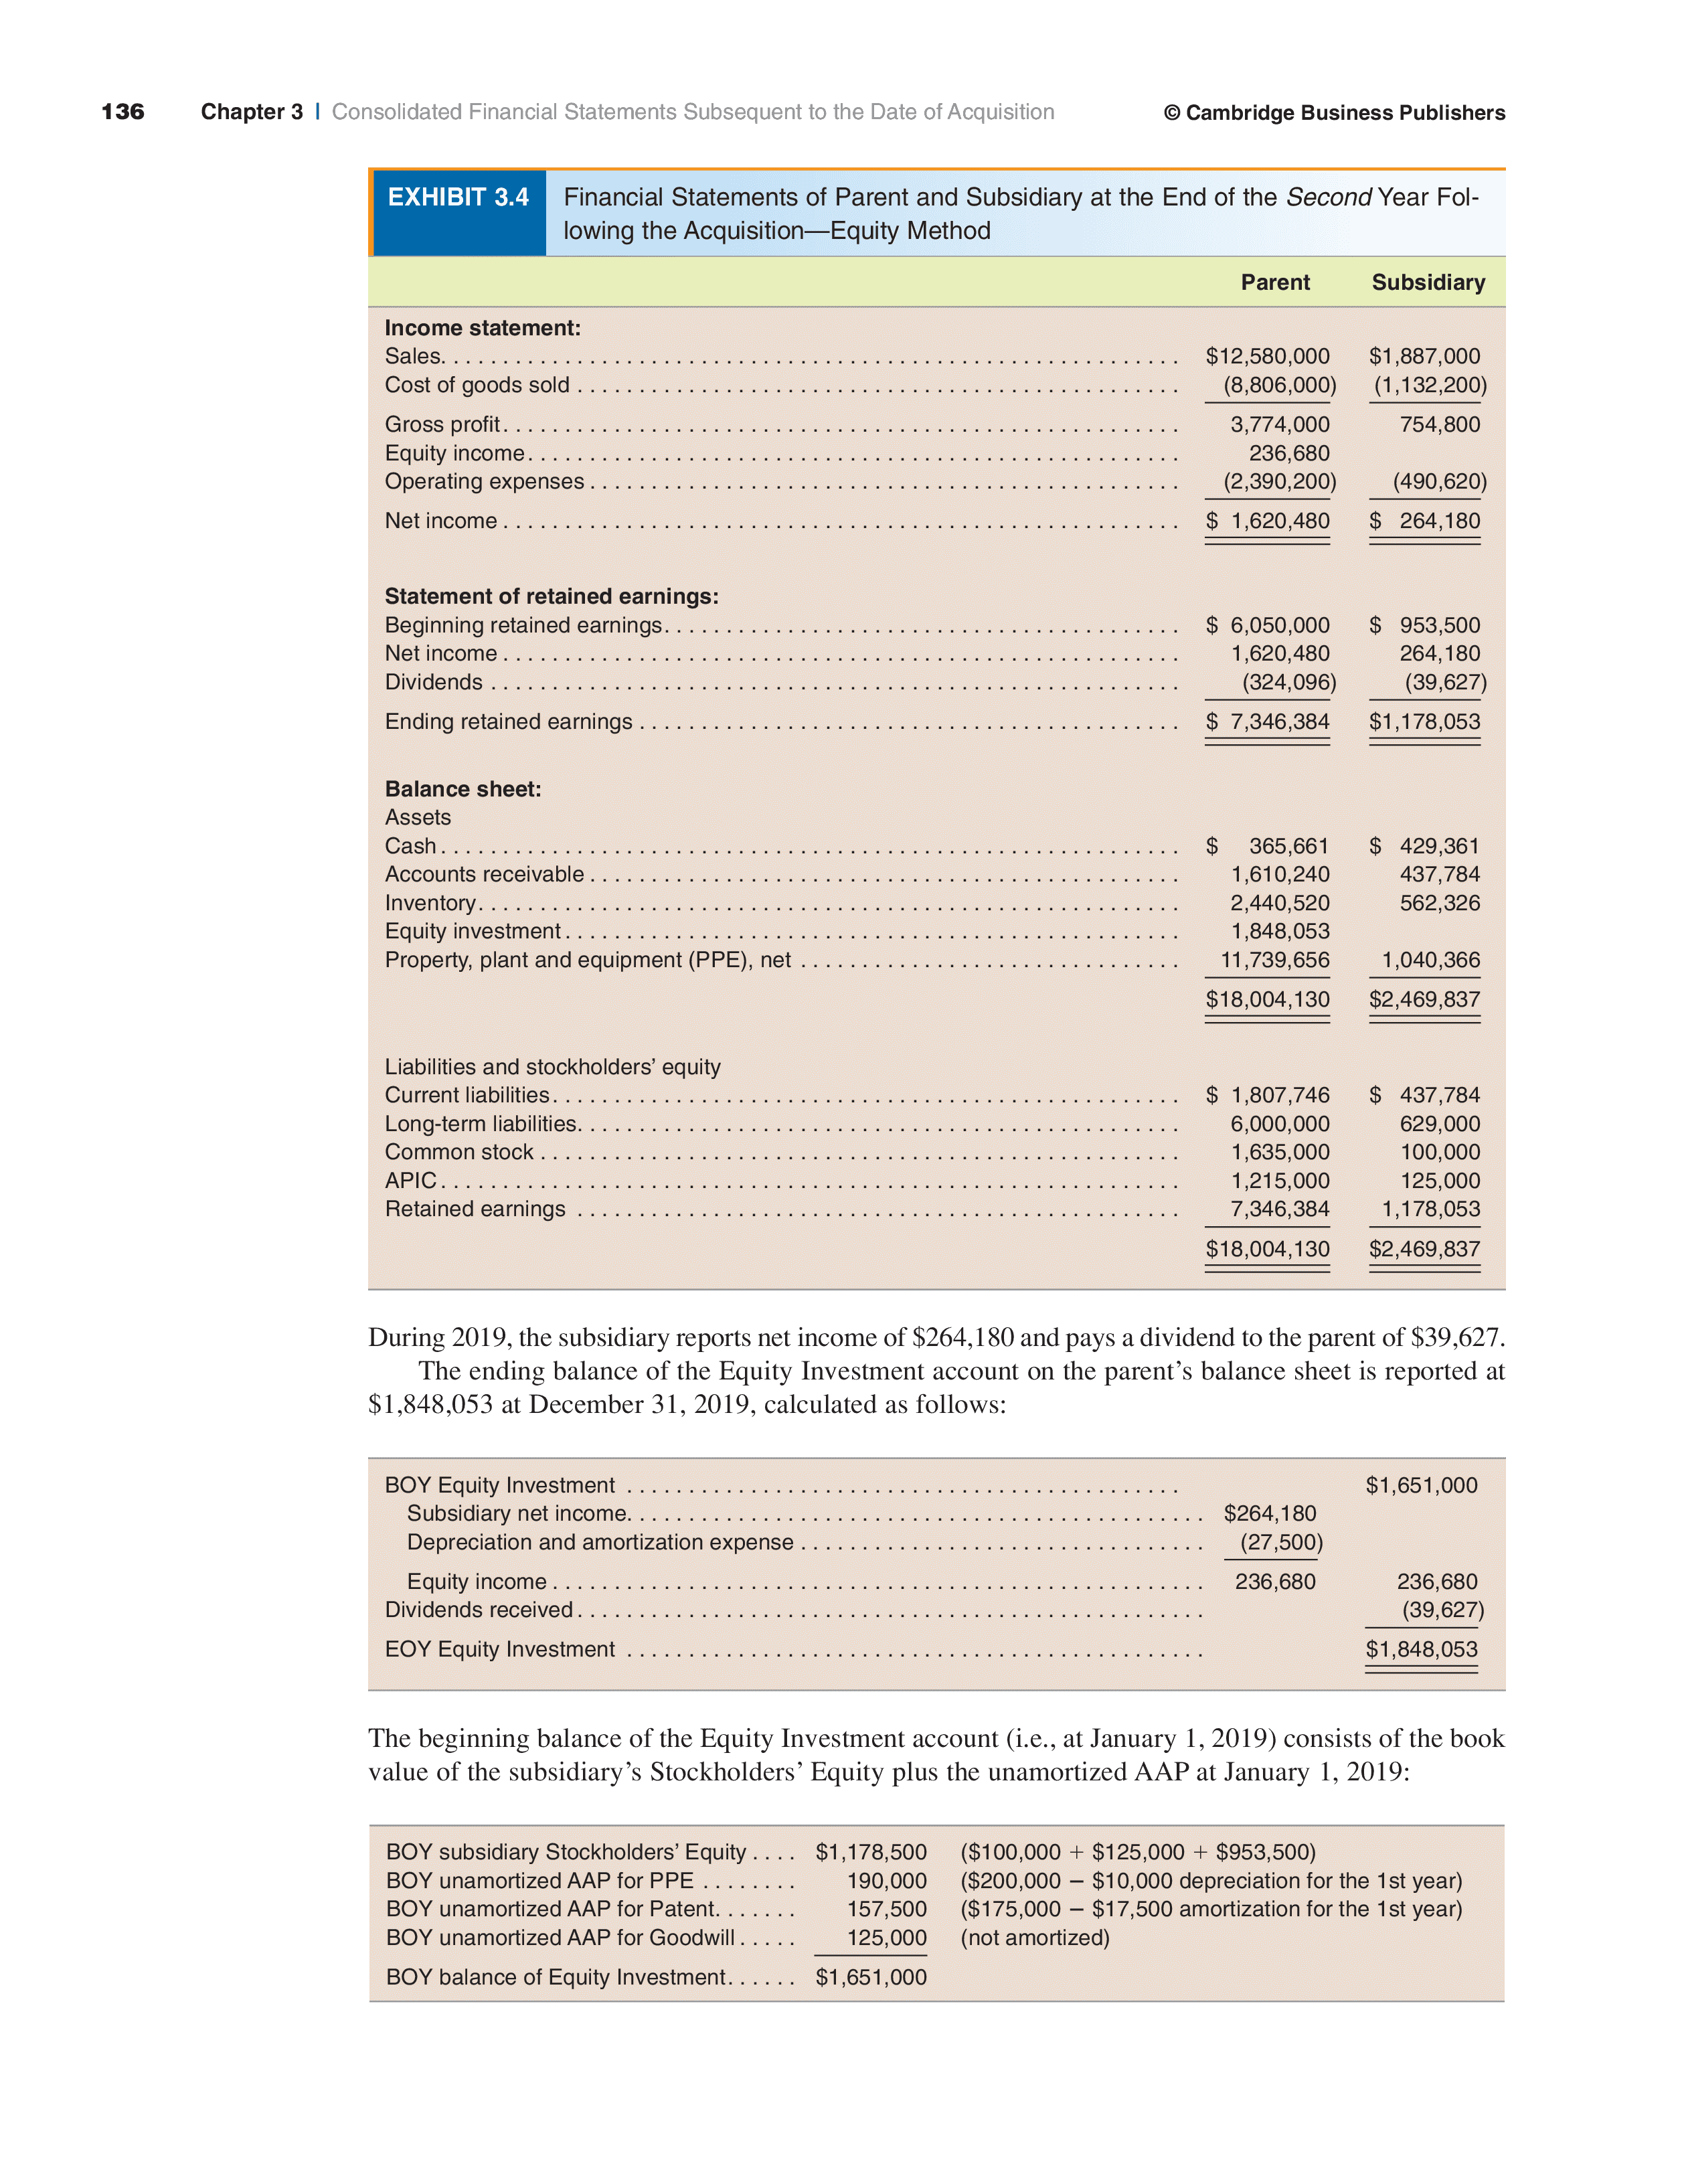 136 Chapter 3 | Consolidated Financial Statements Subsequent to the Date of Acquisition © Cambridge Business Publishers
EXHIBIT 3.4 Financial Statements of Parent and Subsidiary at the End of the Second Year Fol-
lowing the Acquisition—Equity Method
Parent Subsidiary
Income statement:
Sales. $12,580,000 $1,887,000
Cost of goods sold (8,806,000) (1,132,200)
Gross profit 3,774,000 754,800
Equity income 236,680
Operating expenses (2,390,200) (490,620)
Net income $ 1,620,480 $ 264,180
Statement of retained earnings:
Beginning retained earnings $ 6,050,000 $ 953,500
Net income 1,620,480 264,180
Dividends (324,096) (39,627)
Ending retained earnings $ 7,346,384 $1,178,053
Balance sheet:
Assets
Cash $ 365,661 $ 429,361
Accounts receivable 1,610,240 437,784
Inventory 2,440,520 562,326
Equity investment 1,848,053
Property, plant and equipment (PPE), net 11,739,656 1,040,366
$18,004,130 $2,469,837
Liabilities and stockholders' equity
Current liabilities $ 1,807,746 $ 437,784
Long-term liabilities 6,000,000 629,000
Common stock 1,635,000 100,000
APIC 1,215,000 125,000
Retained earnings 7,346,384 1,178,053
$18,004,130 $2,469,837
During 2019, the subsidiary reports net income of $264,180 and pays a dividend to the parent of $39,627.
The ending balance of the Equity Investment account on the parent's balance sheet is reported at
$1,848,053 at December 31, 2019, calculated as follows:
BOY Equity Investment $1,651,000
Subsidiary net income $264,180
Depreciation and amortization expense (27,500)
Equity income 236,680 236,680
Dividends received (39,627)
EOY Equity Investment $1,848,053
The beginning balance of the Equity Investment account (i.e., at January 1, 2019) consists of the book
value of the subsidiary's Stockholders' Equity plus the unamortized AAP at January 1, 2019:
BOY subsidiary Stockholders' Equity $1,178,500 ($100,000 + $125,000 + $953,500)
BOY unamortized AAP for PPE 190,000 ($200,000 − $10,000 depreciation for the 1st year)
BOY unamortized AAP for Patent 157,500 ($175,000 − $17,500 amortization for the 1st year)
BOY unamortized AAP for Goodwill 125,000 (not amortized)
BOY balance of Equity Investment $1,651,000